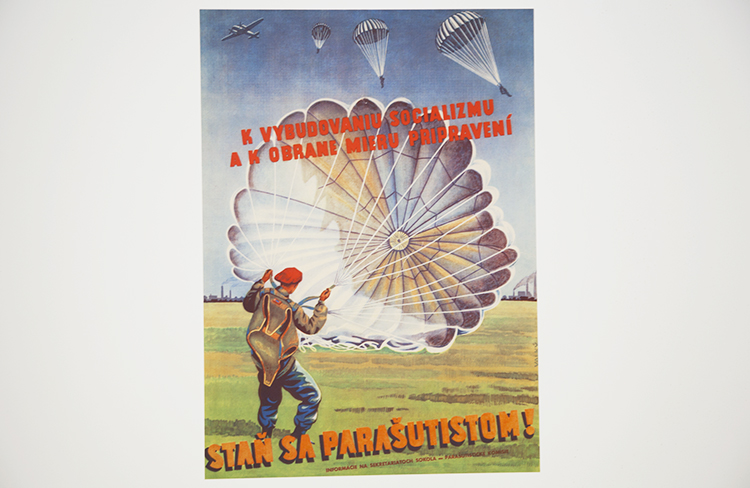 K VYBUDOVANIU SOCIALIZMU
A K OBRANE MIERU PRIPRAVENÍ
STAŇ SA PARAŠUTISTOM!
INFORMÁCIE NA SEKRETARIÁTOCH SOKOLA —